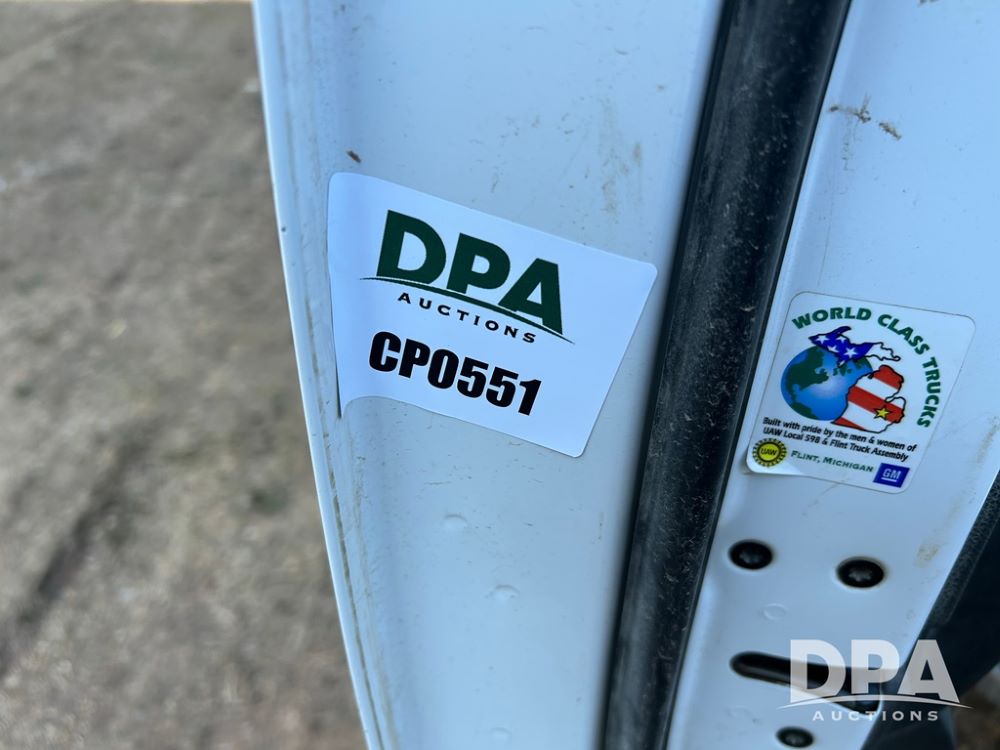 DPA
AUCTIONS
CP0551
WORLD CLASS TRUCKS
Built with pride by the men & women of
UAW Local 598 & Flint Truck Assembly
UAW
FLINT, MICHIGAN
GM
DPA
AUCTIONS